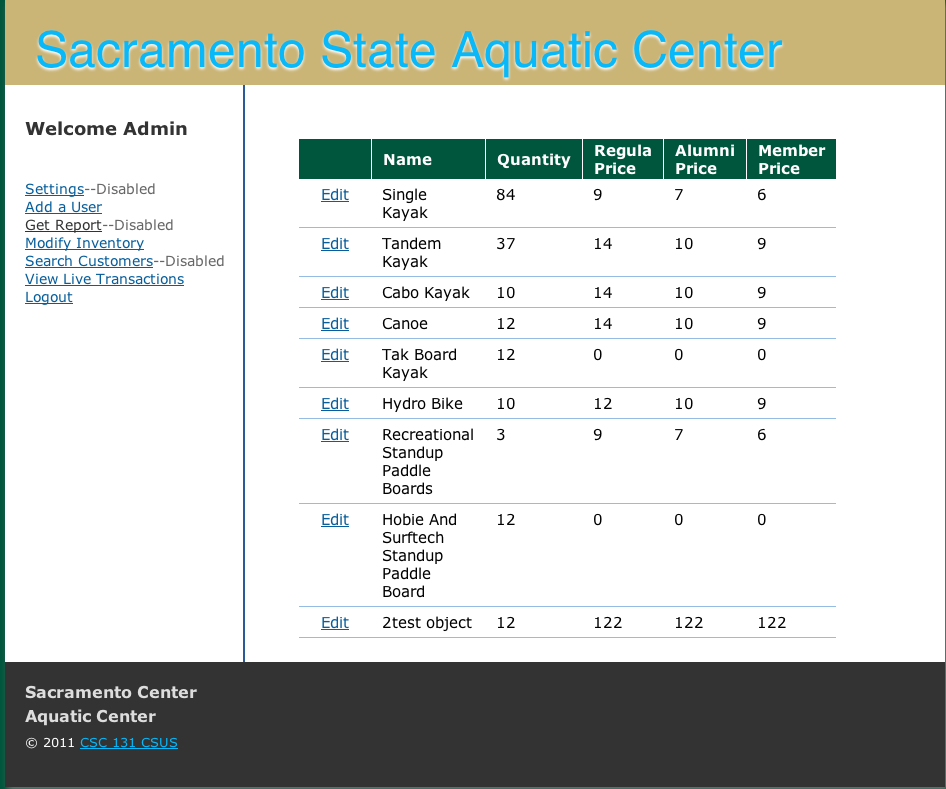 Sacramento State Aquatic Center
Welcome Admin
Settings--Disabled
Add a User
Get Report--Disabled
Modify Inventory
Search Customers--Disabled
View Live Transactions
Logout
Name Quantity Regula Price Alumni Price Member Price
Edit Single Kayak 84 9 7 6
Edit Tandem Kayak 37 14 10 9
Edit Cabo Kayak 10 14 10 9
Edit Canoe 12 14 10 9
Edit Tak Board Kayak 12 0 0 0
Edit Hydro Bike 10 12 10 9
Edit Recreational Standup Paddle Boards 3 9 7 6
Edit Hobie And Surftech Standup Paddle Board 12 0 0 0
Edit 2test object 12 122 122 122
Sacramento Center
Aquatic Center
© 2011 CSC 131 CSUS